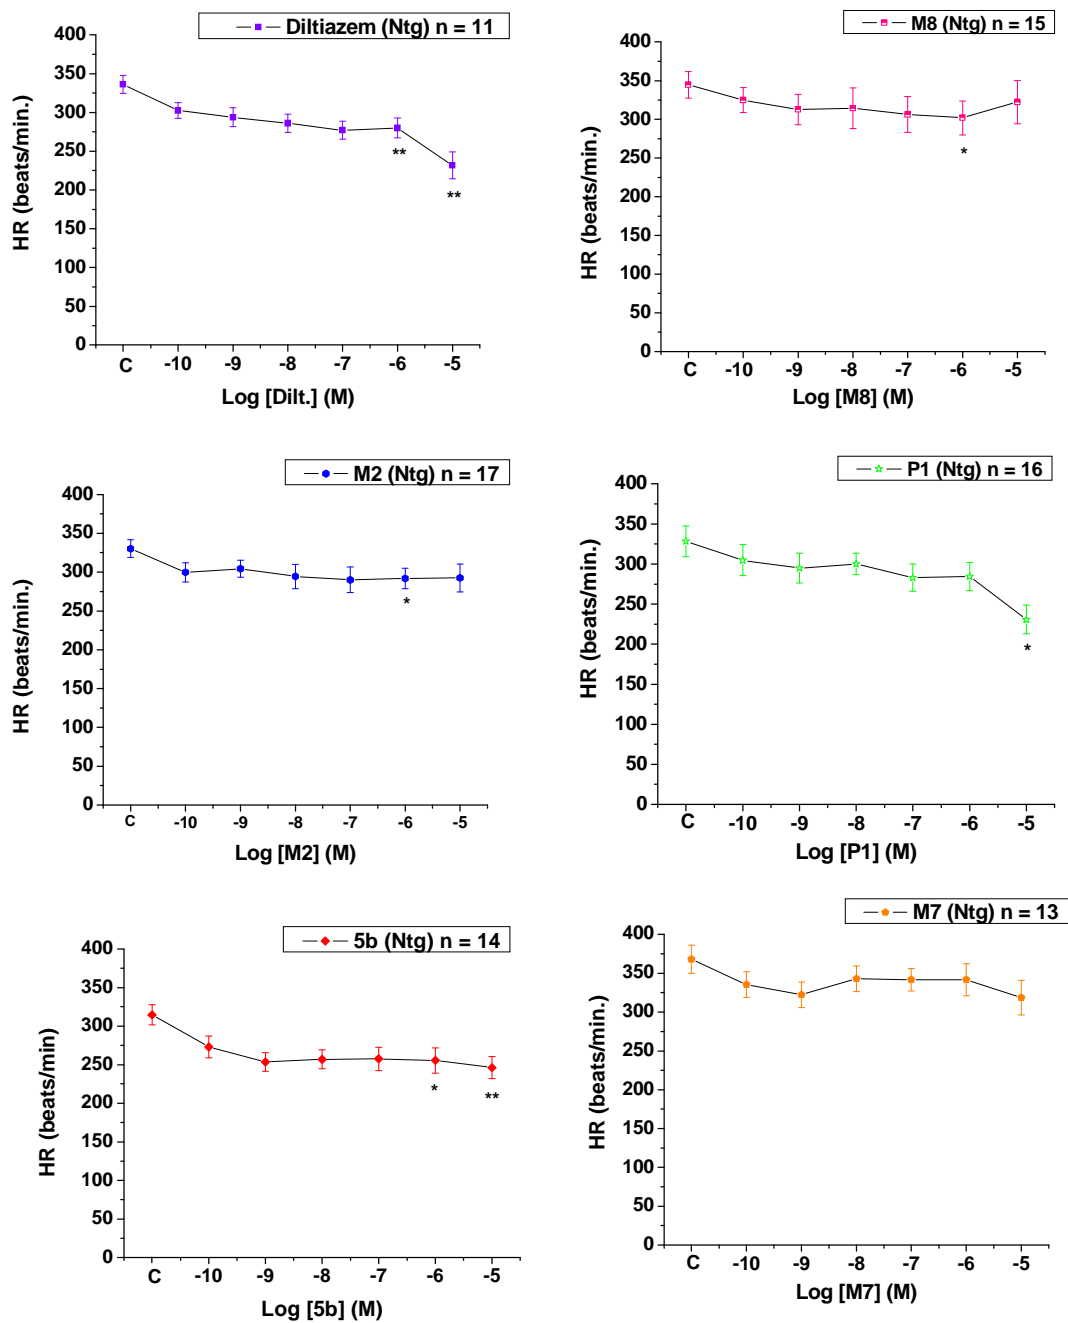 Diltiazem (Ntg) n = 11
400
350
300
250
200
150
100
50
0
HR (beats/min.)
**
**
C -10 -9 -8 -7 -6 -5
Log [Dilt.] (M)
M8 (Ntg) n = 15
400
350
300
250
200
150
100
50
0
HR (beats/min.)
*
C -10 -9 -8 -7 -6 -5
Log [M8] (M)
M2 (Ntg) n = 17
400
350
300
250
200
150
100
50
0
HR (beats/min.)
*
C -10 -9 -8 -7 -6 -5
Log [M2] (M)
P1 (Ntg) n = 16
400
350
300
250
200
150
100
50
0
HR (beats/min.)
*
C -10 -9 -8 -7 -6 -5
Log [P1] (M)
5b (Ntg) n = 14
400
350
300
250
200
150
100
50
0
HR (beats/min)
*
**
C -10 -9 -8 -7 -6 -5
Log [5b] (M)
M7 (Ntg) n = 13
400
350
300
250
200
150
100
50
0
HR (beats/min.)
C -10 -9 -8 -7 -6 -5
Log [M7] (M)